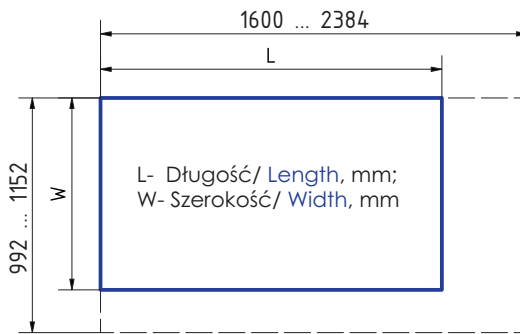 1600 ... 2384
L
992 ... 1152
W
L- Długość/ Length, mm;
W- Szerokość/ Width, mm